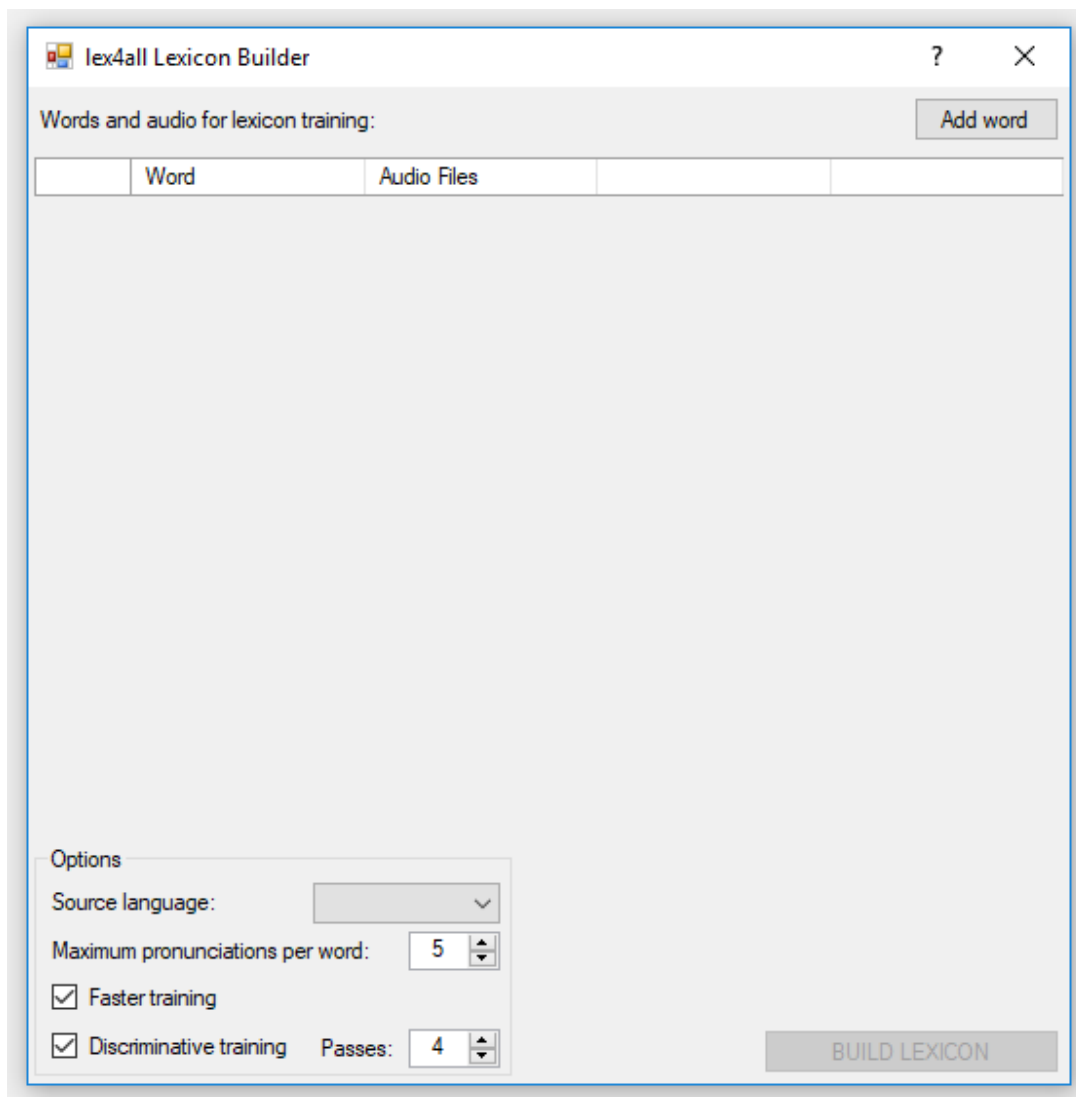 lex4all Lexicon Builder ?
Words and audio for lexicon training: Add word
Word Audio Files
Options
Source language:
Maximum pronunciations per word: 5
Faster training
Discriminative training Passes: 4
BUILD LEXICON